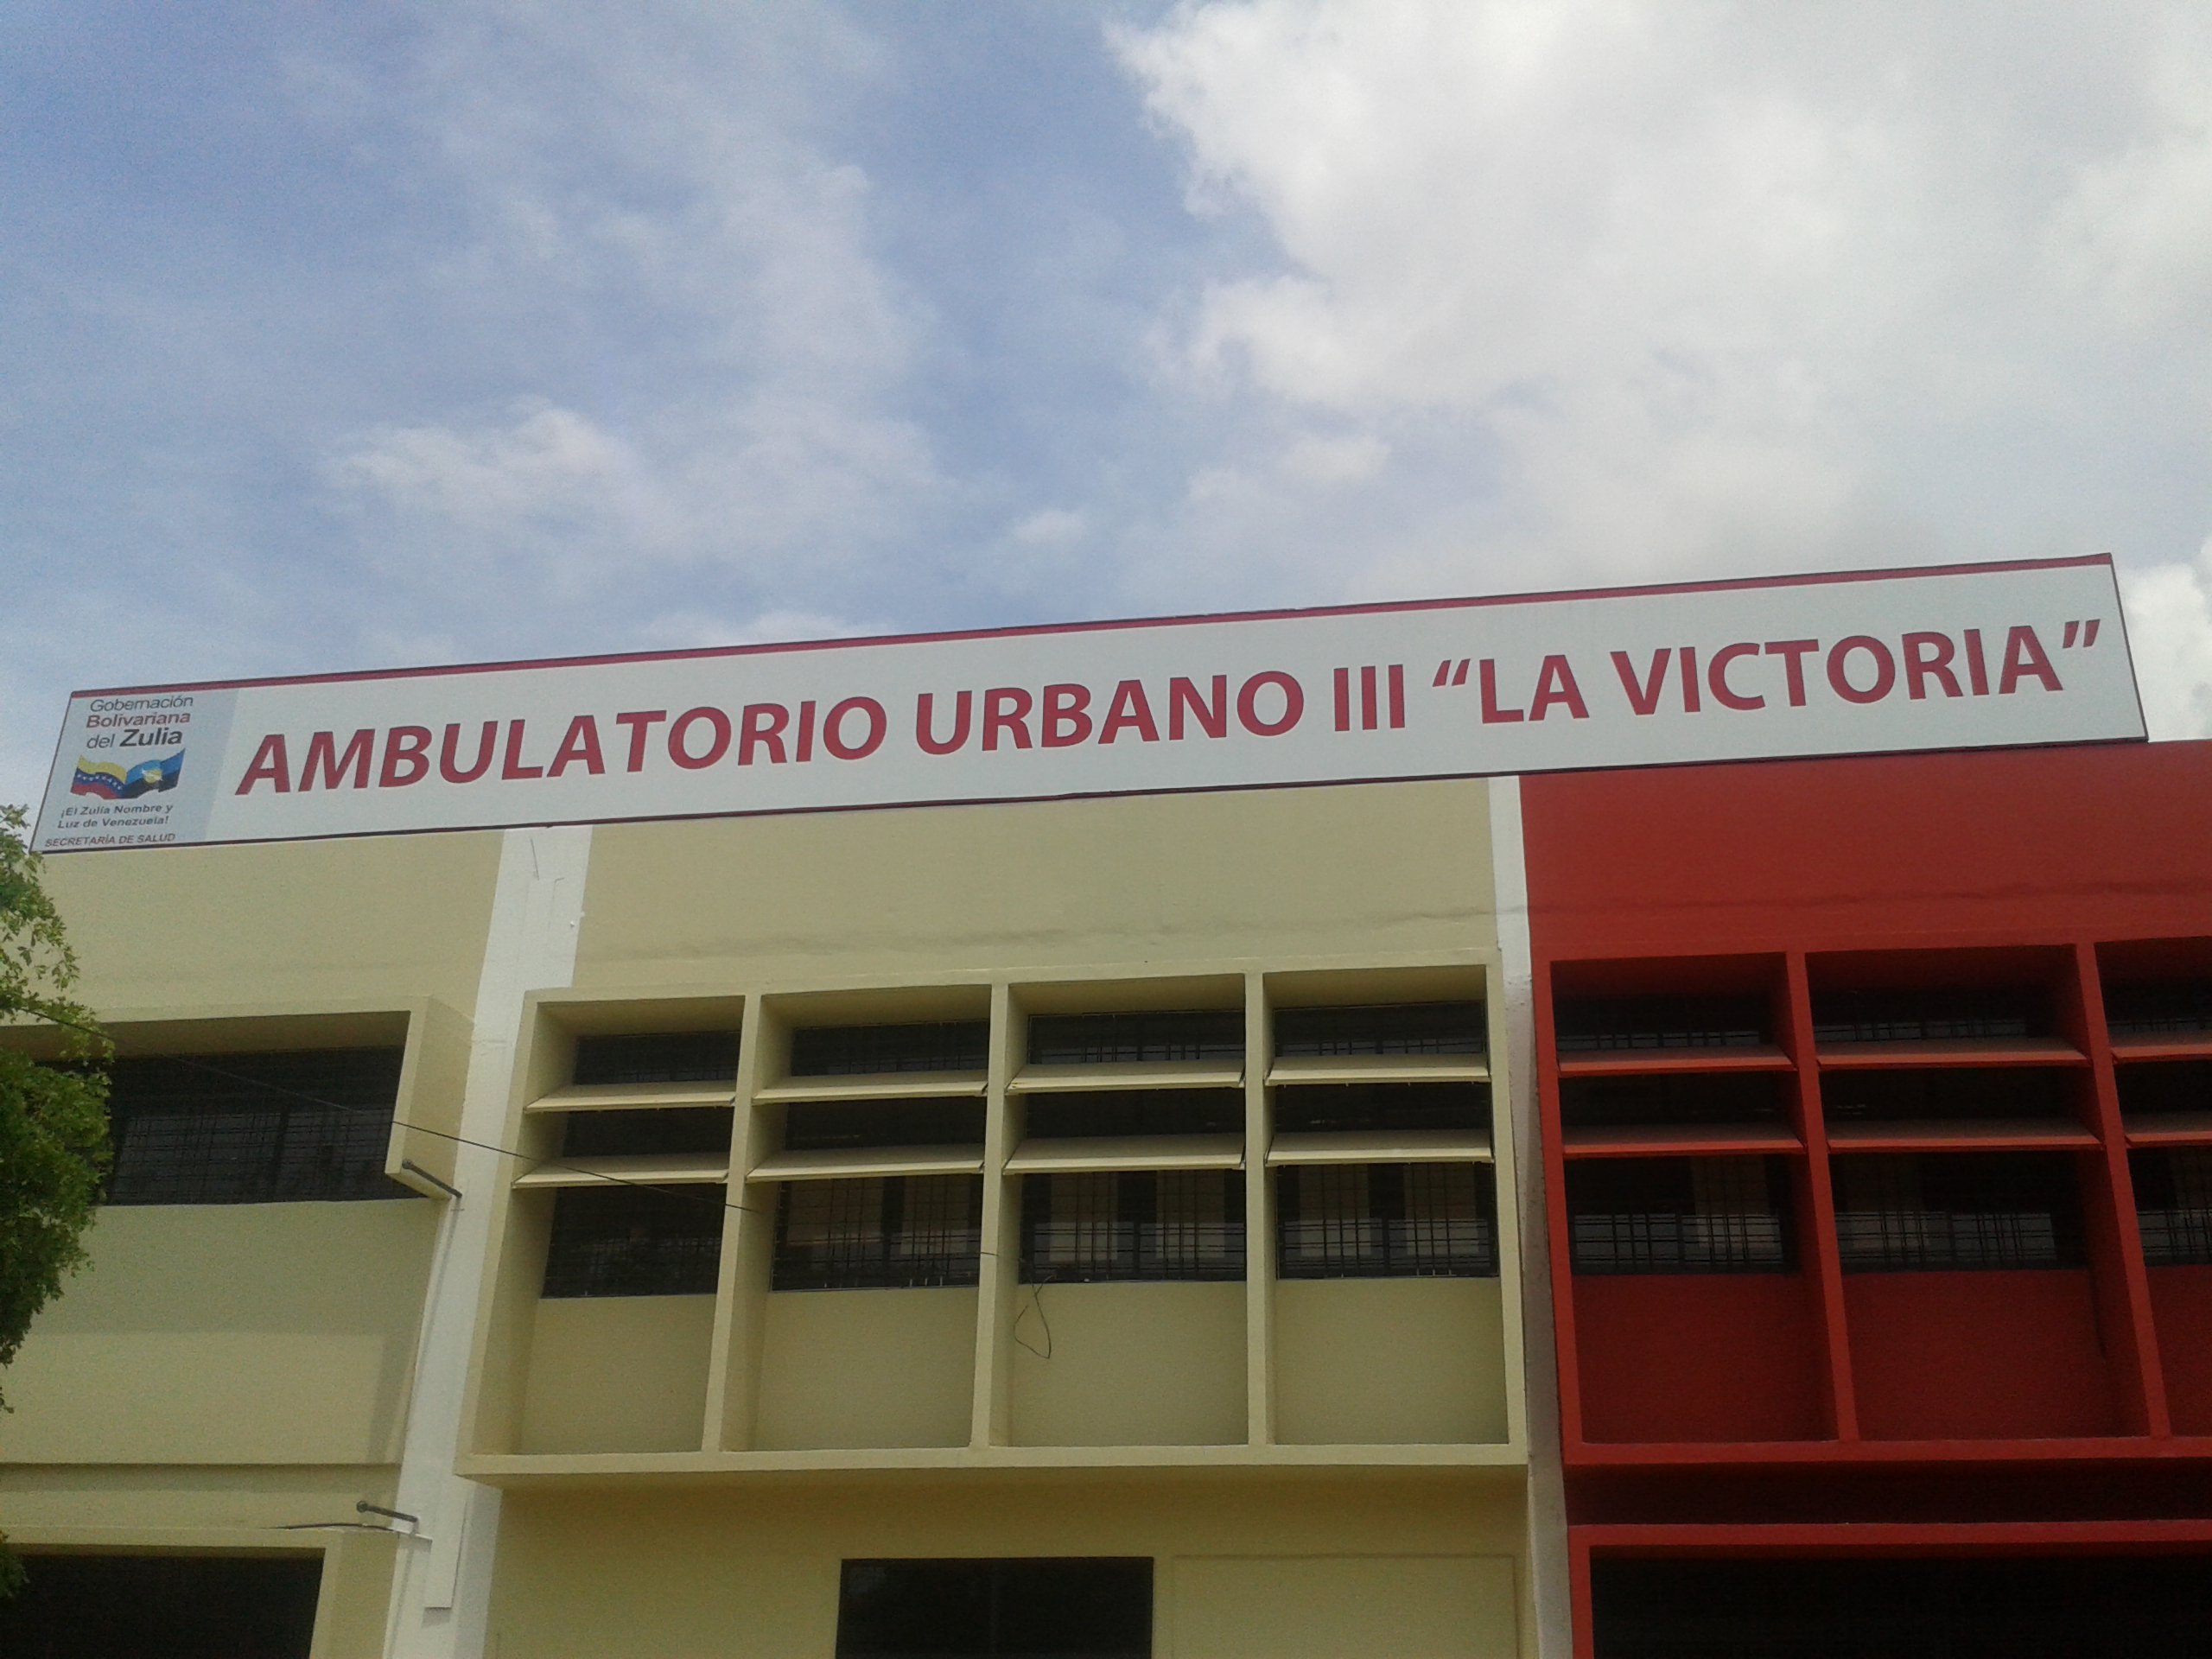 Gobernación
Bolivariana
del Zulia
¡El Zulia Nombre y
Luz de Venezuela!
SECRETARÍA DE SALUD
AMBULATORIO URBANO III “LA VICTORIA”